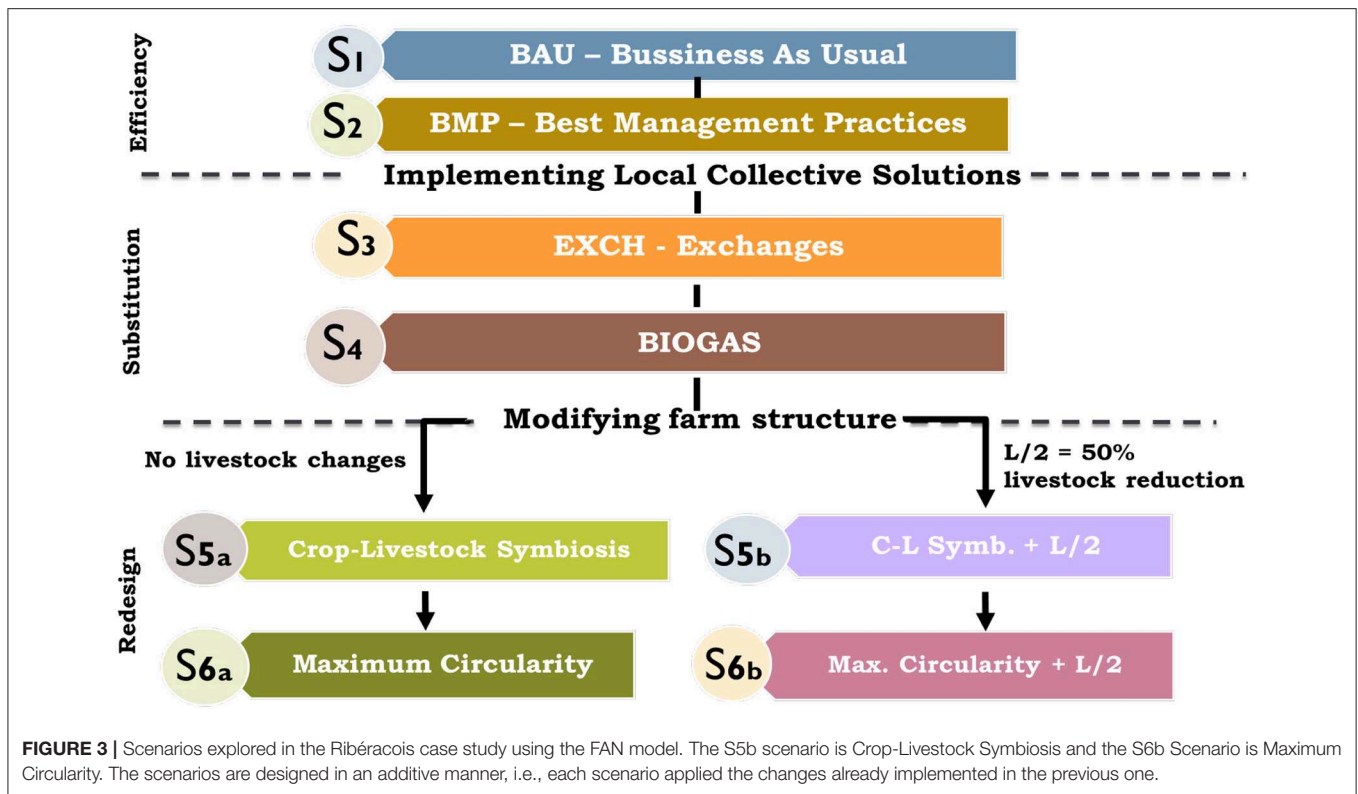 Efficiency
S1
BAU – Bussiness As Usual
S2
BMP – Best Management Practices
Implementing Local Collective Solutions
Substitution
S3
EXCH - Exchanges
S4
BIOGAS
Modifying farm structure
No livestock changes
L/2 = 50%
livestock reduction
Redesign
S5a
Crop-Livestock Symbiosis
S5b
C-L Symb. + L/2
S6a
Maximum Circularity
S6b
Max. Circularity + L/2
FIGURE 3 | Scenarios explored in the Ribéracois case study using the FAN model. The S5b scenario is Crop-Livestock Symbiosis and the S6b Scenario is Maximum
Circularity. The scenarios are designed in an additive manner, i.e., each scenario applied the changes already implemented in the previous one.